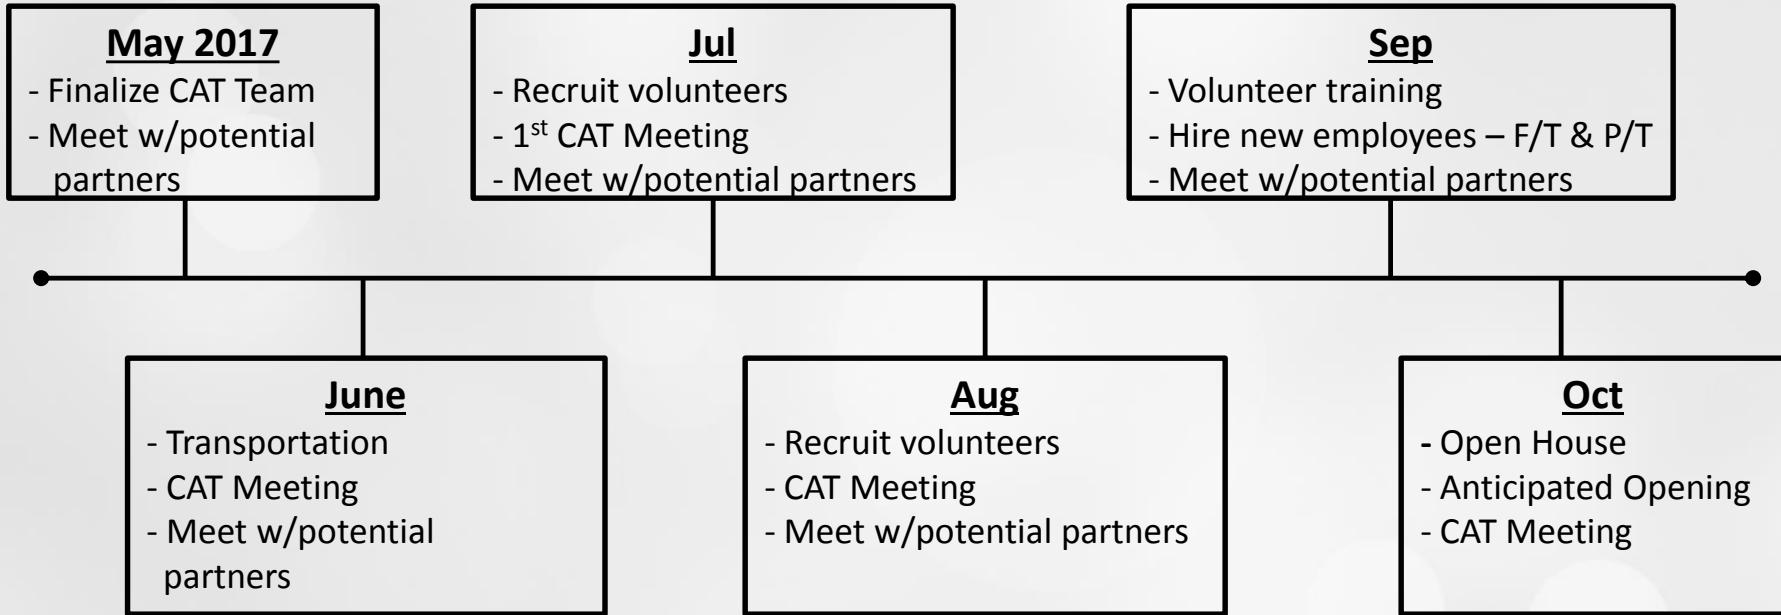 May 2017
- Finalize CAT Team
- Meet w/potential
partners
June
- Transportation
- CAT Meeting
- Meet w/potential
partners
Jul
- Recruit volunteers
- 1st CAT Meeting
- Meet w/potential partners
Aug
- Recruit volunteers
- CAT Meeting
- Meet w/potential partners
Sep
- Volunteer training
- Hire new employees – F/T & P/T
- Meet w/potential partners
Oct
- Open House
- Anticipated Opening
- CAT Meeting